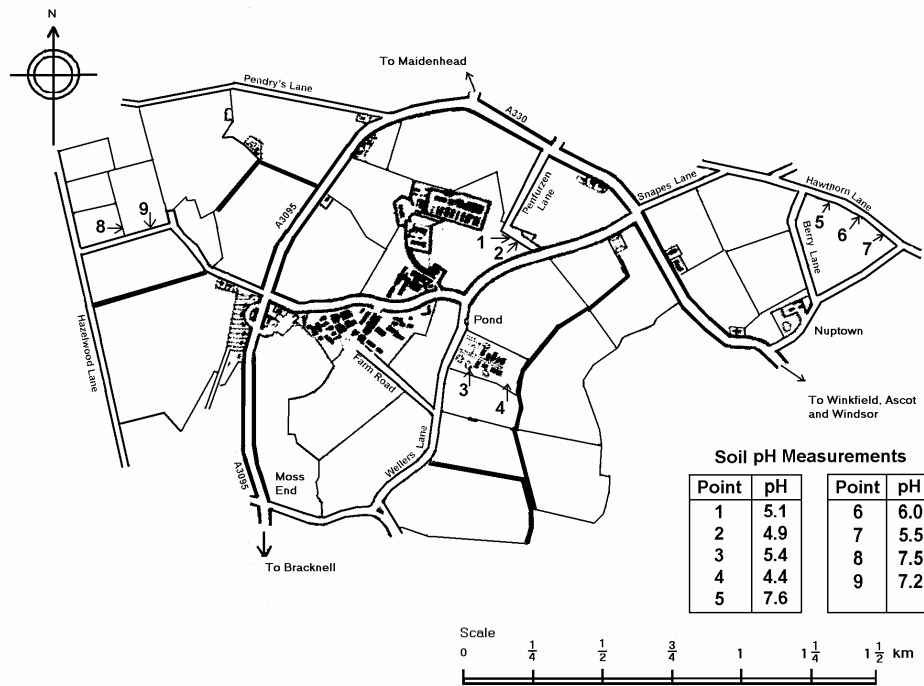 N
To Maidenhead
Pendry's Lane
A330
Snapes Lane
Hawthorn Lane
Penfurzen
Lane
8
9
A3095
1
2
5
6
7
Berry Lane
Hazelwood Lane
Pond
Nuptown
Farm Road
3
4
To Winkfield, Ascot
and Windsor
Wellers Lane
A3095
Moss
End
To Bracknell
Soil pH Measurements
Point pH
1 5.1
2 4.9
3 5.4
4 4.4
5 7.6
Point pH
6 6.0
7 5.5
8 7.5
9 7.2
Scale
0 1/4 1/2 3/4 1 1 1/4 1 1/2 km